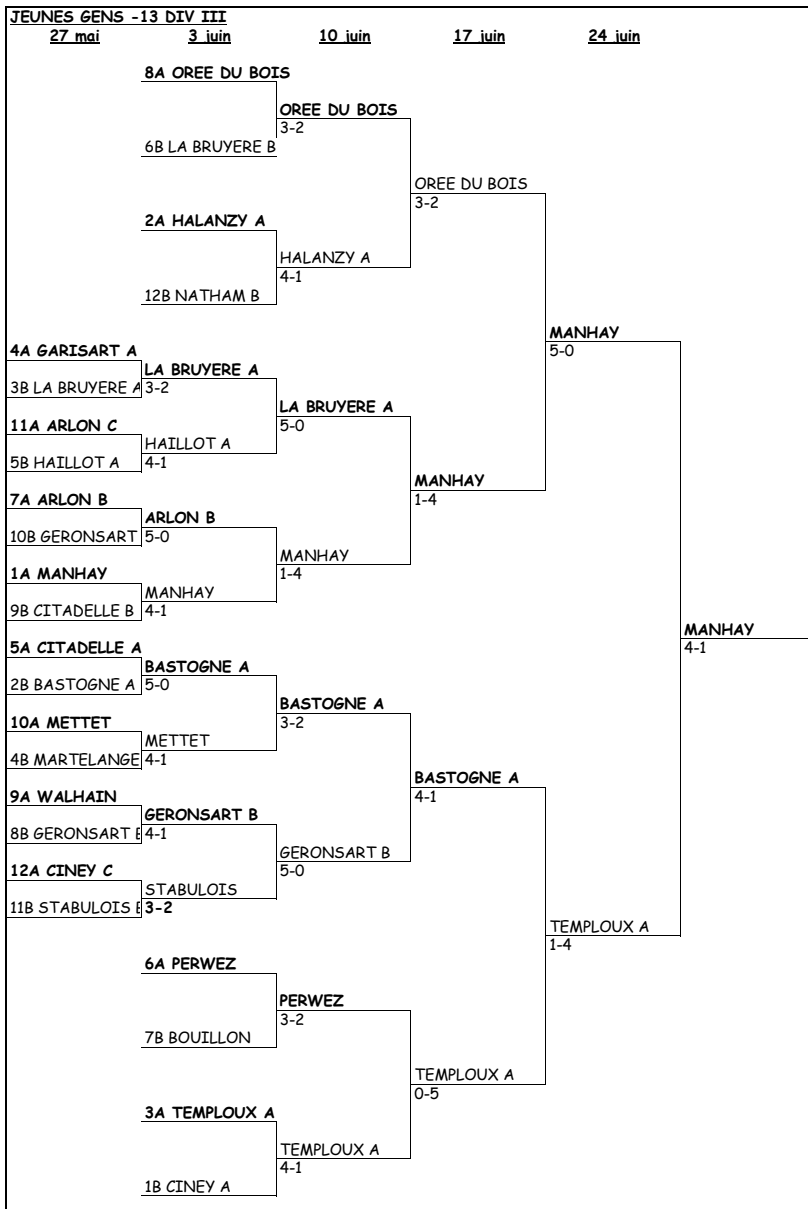 JEUNES GENS -13 DIV III
27 mai 3 juin 10 juin 17 juin 24 juin
8A OREE DU BOIS
OREE DU BOIS
3-2
6B LA BRUYERE B
OREE DU BOIS
3-2
2A HALANZY A
HALANZY A
4-1
12B NATHAM B
MANHAY
5-0
4A GARISART A
LA BRUYERE A
3B LA BRUYERE A 3-2
LA BRUYERE A
5-0
11A ARLON C
HAILLOT A
5B HAILLOT A 4-1
MANHAY
1-4
7A ARLON B
ARLON B
10B GERONSART 5-0
MANHAY
1-4
1A MANHAY
MANHAY
9B CITADELLE B 4-1
MANHAY
4-1
5A CITADELLE A
BASTOGNE A
2B BASTOGNE A 5-0
BASTOGNE A
3-2
10A METTET
METTET
4B MARTELANGE 4-1
BASTOGNE A
4-1
9A WALHAIN
GERONSART B
8B GERONSART B 4-1
GERONSART B
5-0
12A CINEY C
STABULOIS
11B STABULOIS B 3-2
TEMPLOUX A
1-4
6A PERWEZ
PERWEZ
3-2
7B BOUILLON
TEMPLOUX A
0-5
3A TEMPLOUX A
TEMPLOUX A
4-1
1B CINEY A